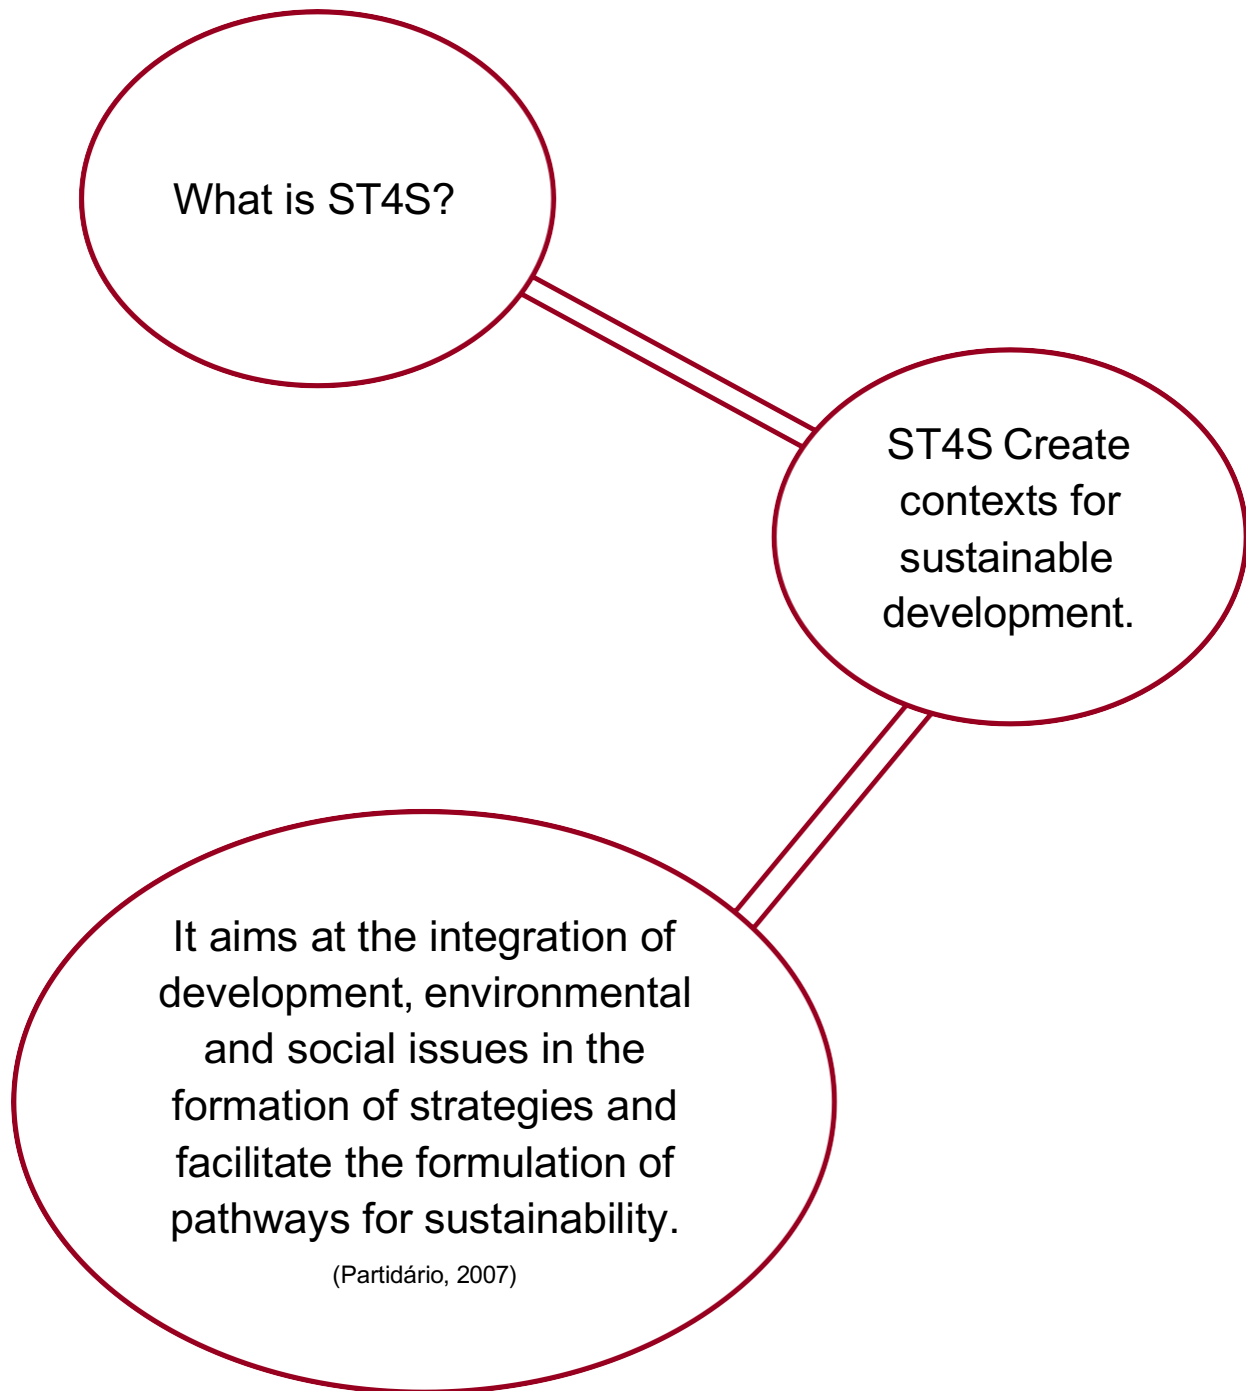 What is ST4S?
ST4S Create
contexts for
sustainable
development.
It aims at the integration of
development, environmental
and social issues in the
formation of strategies and
facilitate the formulation of
pathways for sustainability.
(Partidário, 2007)